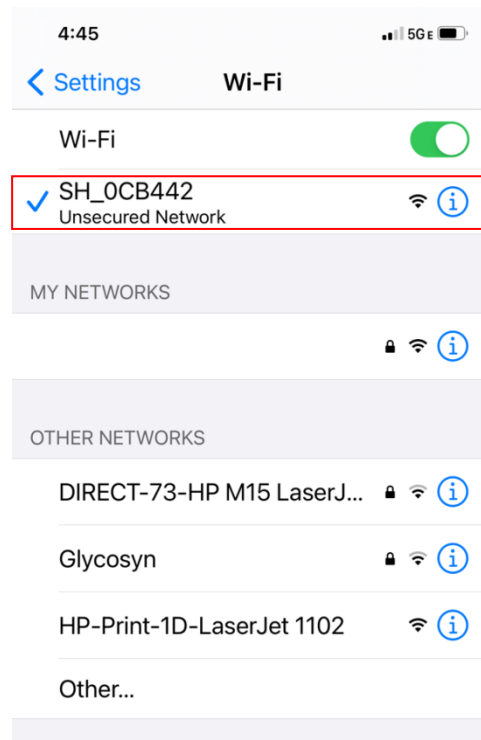 4:45
5G E
Settings
Wi-Fi
Wi-Fi
SH_0CB442
Unsecured Network
MY NETWORKS
OTHER NETWORKS
DIRECT-73-HP M15 LaserJ...
Glycosyn
HP-Print-1D-LaserJet 1102
Other...